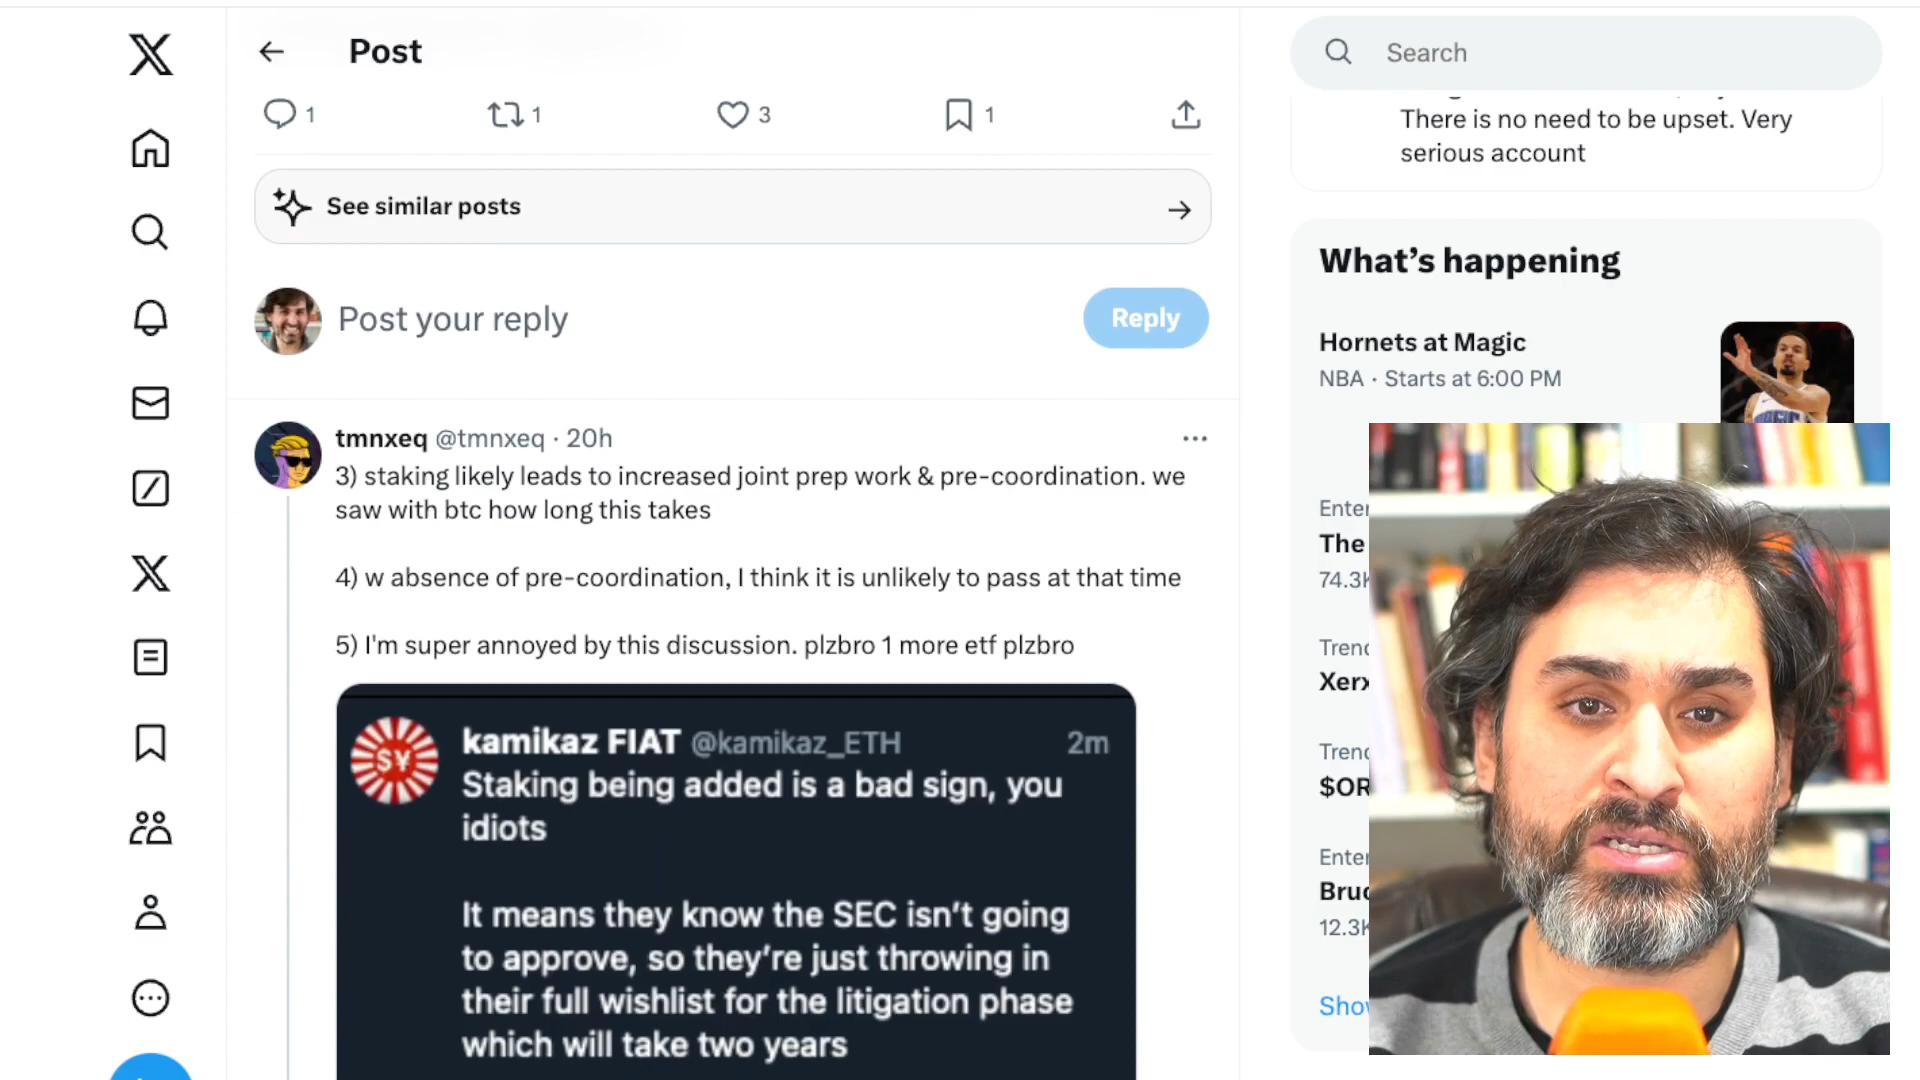 Post
Search
1
1
3
1
There is no need to be upset. Very
serious account
See similar posts
What's happening
Post your reply
Reply
Hornets at Magic
NBA · Starts at 6:00 PM
tmnxeq @tmnxeq · 20h
3) staking likely leads to increased joint prep work & pre-coordination. we
saw with btc how long this takes
4) w absence of pre-coordination, I think it is unlikely to pass at that time
5) I'm super annoyed by this discussion. plzbro 1 more etf plzbro
kamikaz FIAT @kamikaz_ETH 2m
Staking being added is a bad sign, you
idiots
It means they know the SEC isn't going
to approve, so they're just throwing in
their full wishlist for the litigation phase
which will take two years
$¥
The
74.3K
$OR
12.3K